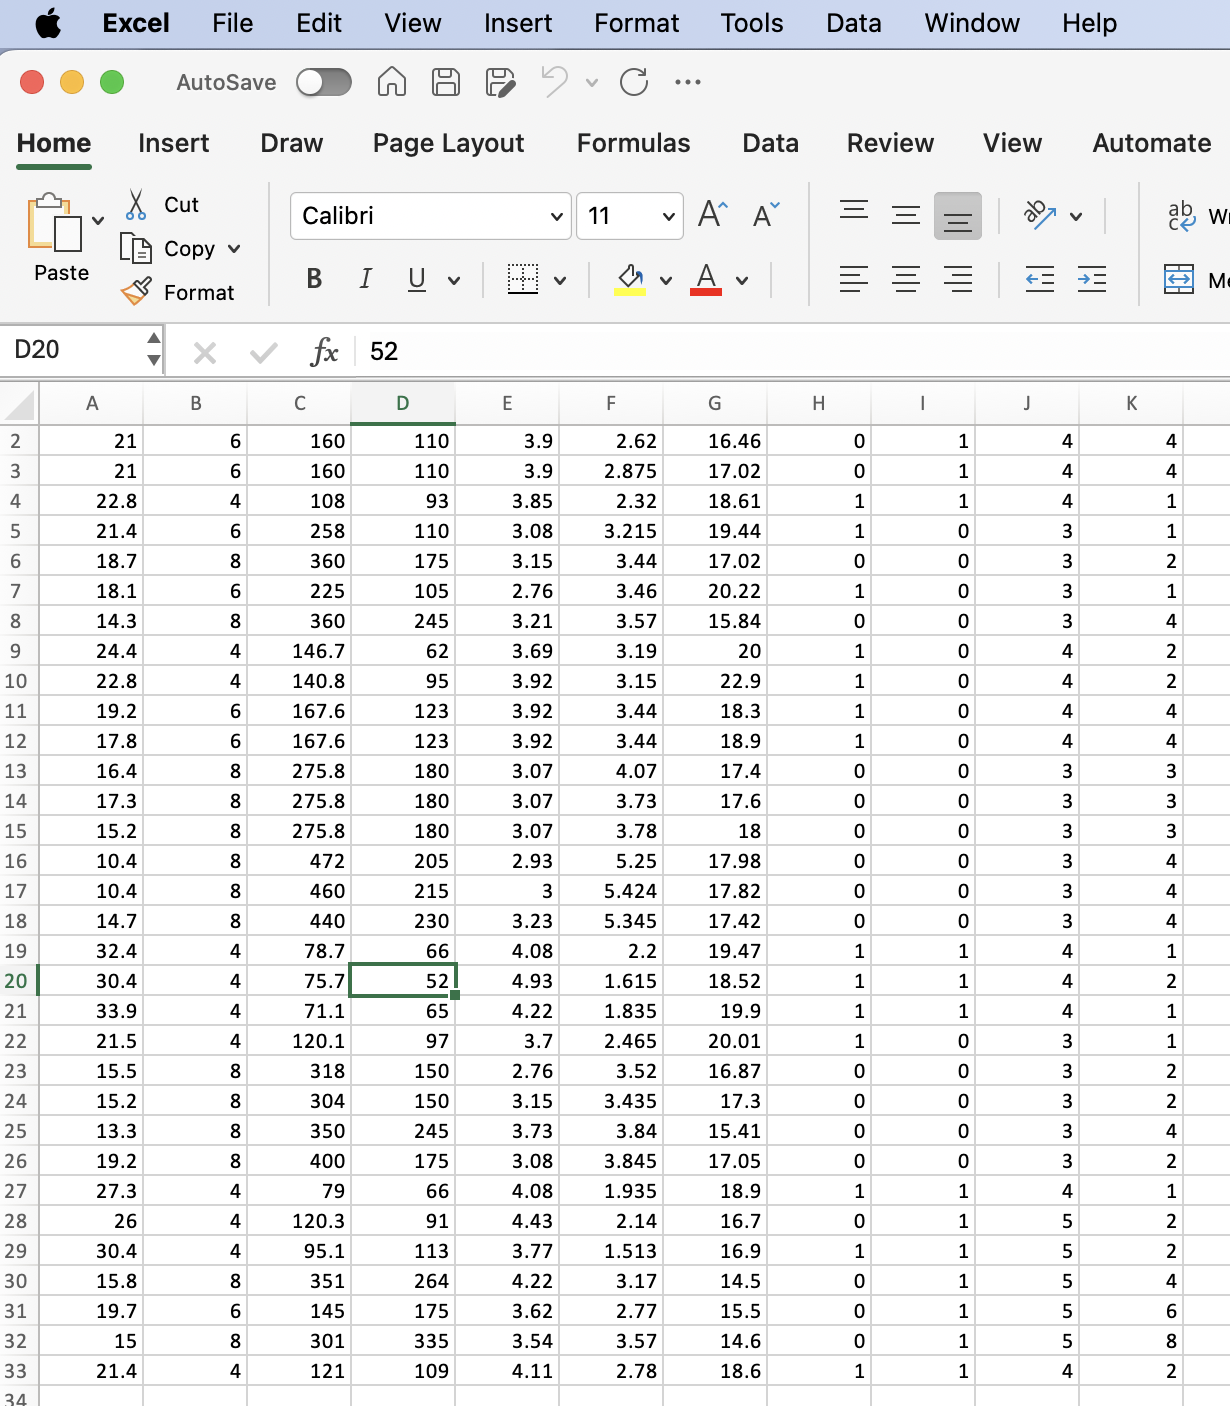 Excel File Edit View Insert Format Tools Data Window Help
AutoSave
Home Insert Draw Page Layout Formulas Data Review View Automate
Paste
Cut
Copy
Format
Calibri 11
B I U A
ab
D20 fx 52
A B C D E F G H I J K
2 21 6 160 110 3.9 2.62 16.46 0 1 4 4
3 21 6 160 110 3.9 2.875 17.02 0 1 4 4
4 22.8 4 108 93 3.85 2.32 18.61 1 1 4 1
5 21.4 6 258 110 3.08 3.215 19.44 1 0 3 1
6 18.7 8 360 175 3.15 3.44 17.02 0 0 3 2
7 18.1 6 225 105 2.76 3.46 20.22 1 0 3 1
8 14.3 8 360 245 3.21 3.57 15.84 0 0 3 4
9 24.4 4 146.7 62 3.69 3.19 20 1 0 4 2
10 22.8 4 140.8 95 3.92 3.15 22.9 1 0 4 2
11 19.2 6 167.6 123 3.92 3.44 18.3 1 0 4 4
12 17.8 6 167.6 123 3.92 3.44 18.9 1 0 4 4
13 16.4 8 275.8 180 3.07 4.07 17.4 0 0 3 3
14 17.3 8 275.8 180 3.07 3.73 17.6 0 0 3 3
15 15.2 8 275.8 180 3.07 3.78 18 0 0 3 3
16 10.4 8 472 205 2.93 5.25 17.98 0 0 3 4
17 10.4 8 460 215 3 5.424 17.82 0 0 3 4
18 14.7 8 440 230 3.23 5.345 17.42 0 0 3 4
19 32.4 4 78.7 66 4.08 2.2 19.47 1 1 4 1
20 30.4 4 75.7 52 4.93 1.615 18.52 1 1 4 2
21 33.9 4 71.1 65 4.22 1.835 19.9 1 1 4 1
22 21.5 4 120.1 97 3.7 2.465 20.01 1 0 3 1
23 15.5 8 318 150 2.76 3.52 16.87 0 0 3 2
24 15.2 8 304 150 3.15 3.435 17.3 0 0 3 2
25 13.3 8 350 245 3.73 3.84 15.41 0 0 3 4
26 19.2 8 400 175 3.08 3.845 17.05 0 0 3 2
27 27.3 4 79 66 4.08 1.935 18.9 1 1 4 1
28 26 4 120.3 91 4.43 2.14 16.7 0 1 5 2
29 30.4 4 95.1 113 3.77 1.513 16.9 1 1 5 2
30 15.8 8 351 264 4.22 3.17 14.5 0 1 5 4
31 19.7 6 145 175 3.62 2.77 15.5 0 1 5 6
32 15 8 301 335 3.54 3.57 14.6 0 1 5 8
33 21.4 4 121 109 4.11 2.78 18.6 1 1 4 2
34